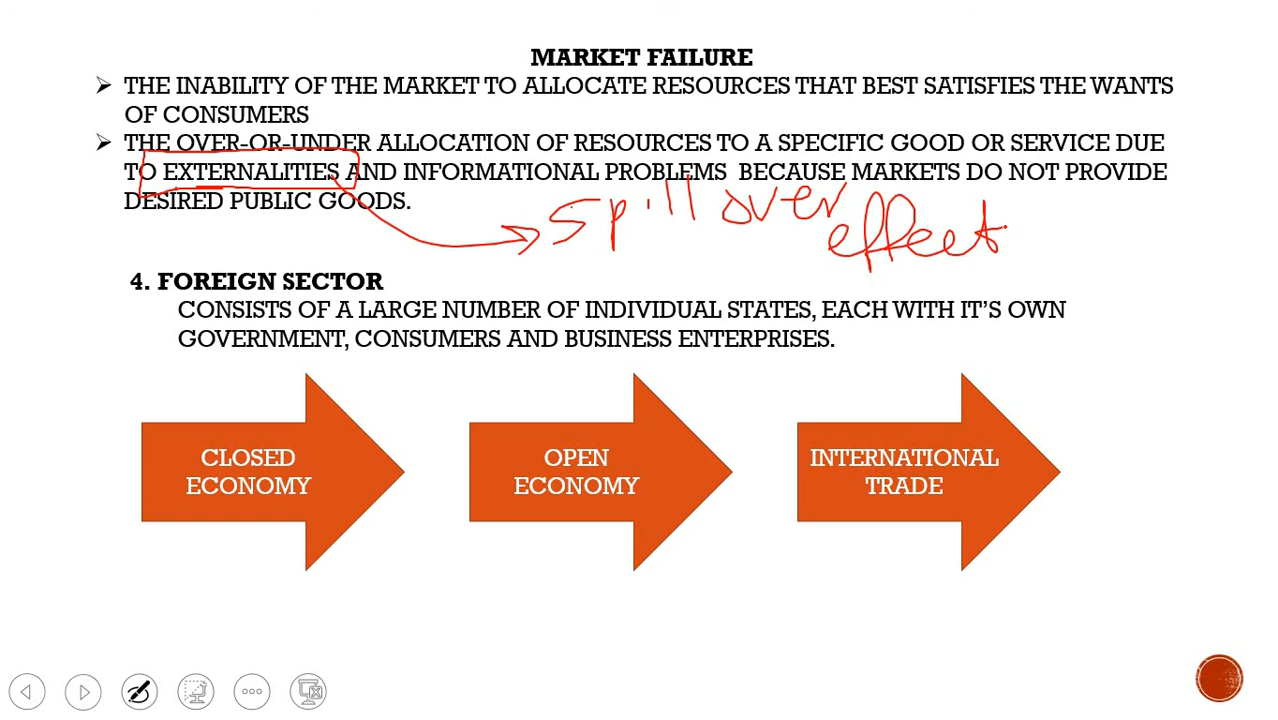 MARKET FAILURE
THE INABILITY OF THE MARKET TO ALLOCATE RESOURCES THAT BEST SATISFIES THE WANTS
OF CONSUMERS
THE OVER-OR-UNDER ALLOCATION OF RESOURCES TO A SPECIFIC GOOD OR SERVICE DUE
TO EXTERNALITIES AND INFORMATIONAL PROBLEMS BECAUSE MARKETS DO NOT PROVIDE
DESIRED PUBLIC GOODS.
Spill over
effect
4. FOREIGN SECTOR
CONSISTS OF A LARGE NUMBER OF INDIVIDUAL STATES, EACH WITH IT'S OWN
GOVERNMENT, CONSUMERS AND BUSINESS ENTERPRISES.
CLOSED
ECONOMY
OPEN
ECONOMY
INTERNATIONAL
TRADE